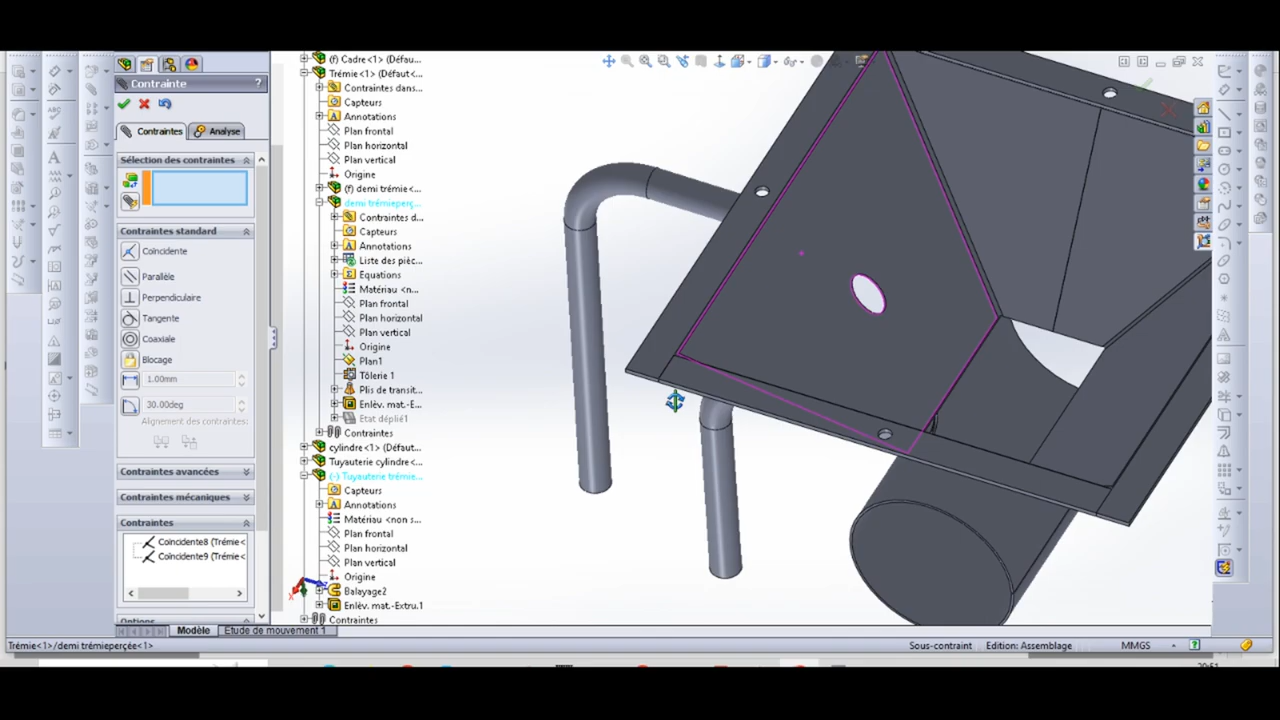 Contrainte
?
Contraintes
Analyse
Sélection des contraintes
Contraintes standard
Coïncidente
Parallèle
Perpendiculaire
Tangente
Coaxiale
Blocage
1.00mm
30.00deg
Alignement des contraintes:
Contraintes avancées
Contraintes mécaniques
Contraintes
Coïncidente8 (Trémie<
Coïncidente9 (Trémie<
Options
(f) Cadre<1> (Défau...
Trémie<1> (Défaut<...
Contraintes dans...
Capteurs
Annotations
Plan frontal
Plan horizontal
Plan vertical
Origine
(f) demi trémie<...
demi trémieperç...
Contraintes d...
Capteurs
Annotations
Liste des pièc...
Equations
Matériau <n...
Plan frontal
Plan horizontal
Plan vertical
Origine
Plan1
Tôlerie 1
Plis de transit...
Enlèv. mat.-E...
Etat déplié1
Contraintes
cylindre<1> (Défaut...
Tuyauterie cylindre<...
(-) Tuyauterie trémie...
Capteurs
Annotations
Matériau <non s...
Plan frontal
Plan horizontal
Plan vertical
Origine
Balayage2
Enlèv. mat.-Extru.1
Contraintes
Modèle
Etude de mouvement 1
Trémie<1>/demi trémieperçée<1>
Sous-contraint
Edition: Assemblage
MMGS